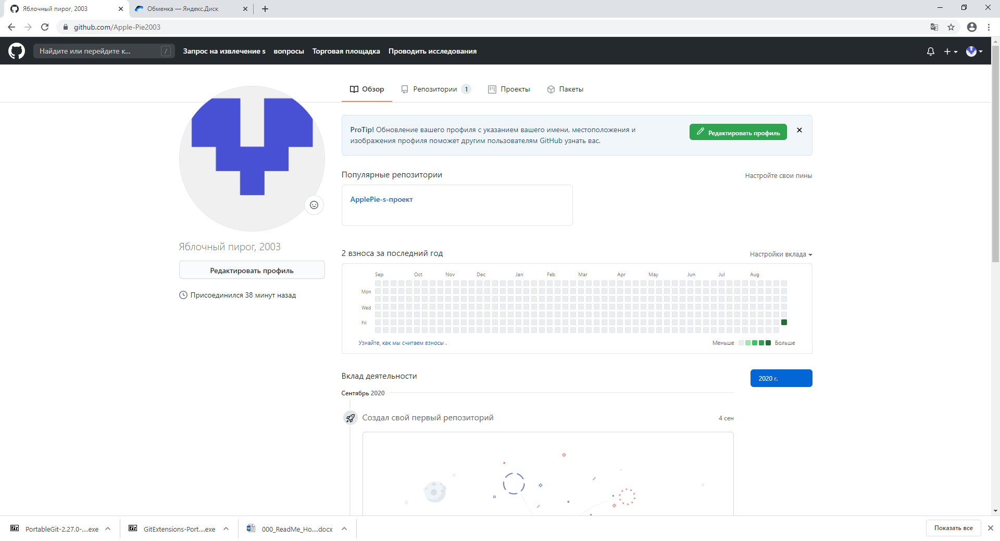 Яблочный пирог, 2003
Обменка — Яндекс.Диск
github.com/Apple-Pie2003
Найдите или перейдите к...
/
Запрос на извлечение s
вопросы
Торговая площадка
Проводить исследования
Обзор
Репозитории 1
Проекты
Пакеты
ProTip! Обновление вашего профиля с указанием вашего имени, местоположения и
изображения профиля поможет другим пользователям GitHub узнать вас.
Редактировать профиль
Популярные репозитории
Настройте свои пины
ApplePie-s-проект
Яблочный пирог, 2003
Редактировать профиль
Присоединился 38 минут назад
2 взноса за последний год
Настройки вклада
Sep Oct Nov Dec Jan Feb Mar Apr May Jun Jul Aug
Mon
Wed
Fri
Узнайте, как мы считаем взносы .
Меньше
Больше
Вклад деятельности
2020 г.
Сентябрь 2020
Создал свой первый репозиторий
4 сен
PortableGit-2.27.0-....exe
GitExtensions-Port....exe
000_ReadMe_Ho....docx
Показать все